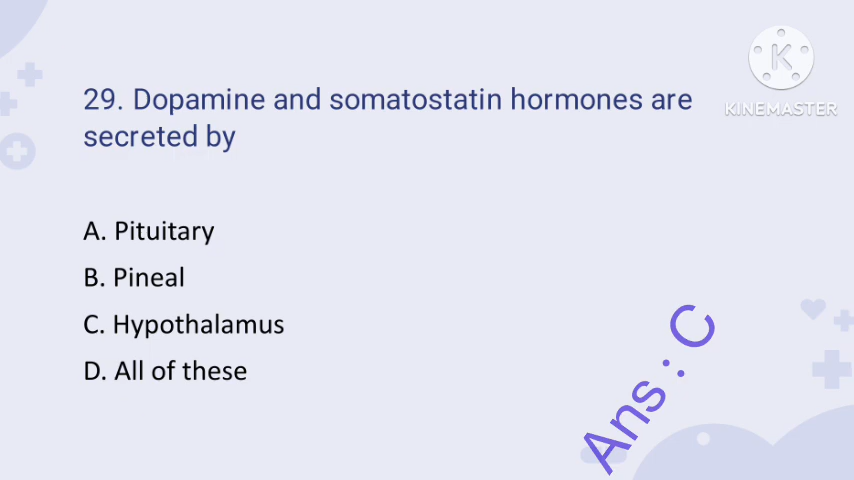 K
KINEMASTER
29. Dopamine and somatostatin hormones are
secreted by
A. Pituitary
B. Pineal
C. Hypothalamus
D. All of these
Ans : C